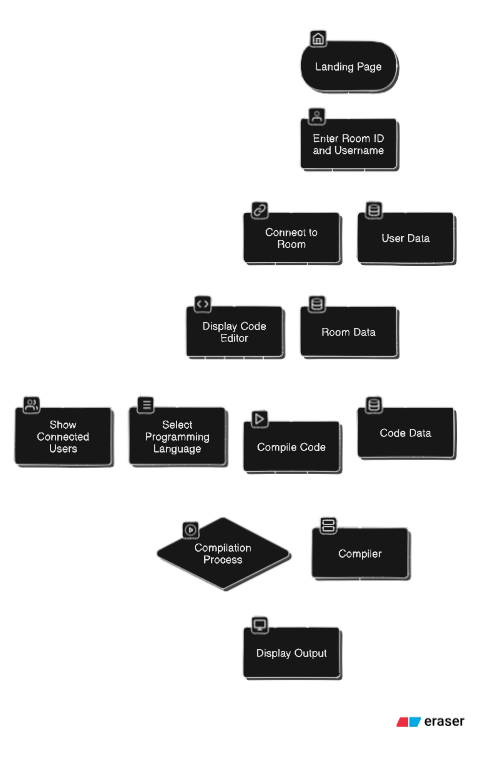 Landing Page
Enter Room ID
and Username
Connect to
Room
User Data
Display Code
Editor
Room Data
Show
Connected
Users
Select
Programming
Language
Compile Code
Code Data
Compilation
Process
Compiler
Display Output
eraser